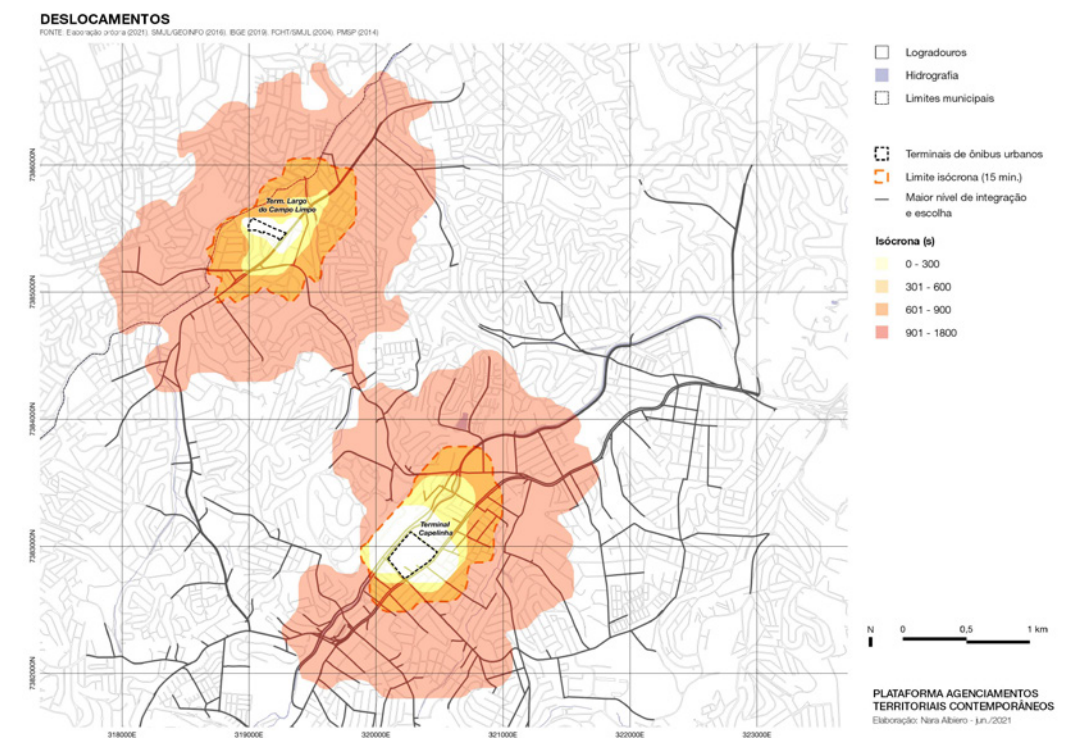 DESLOCAMENTOS
FONTE: Elaboração própria (2021), SMUL/GEOINFO (2016), IBGE (2019), FCHT/SMUL (2004), PMSP (2014)
Logradouros
Hidrografia
Limites municipais
Terminais de ônibus urbanos
Limite isócrona (15 min.)
Maior nível de integração
e escolha
Isócrona (s)
0 - 300
301 - 600
601 - 900
901 - 1800
Term. Largo
do Campo Limpo
Terminal
Capelinha
7386000N
7385000N
7384000N
7383000N
7382000N
318000E
319000E
320000E
321000E
322000E
323000E
N
0
0,5
1 km
PLATAFORMA AGENCIAMENTOS
TERRITORIAIS CONTEMPORÂNEOS
Elaboração: Nara Albiero - jun./2021